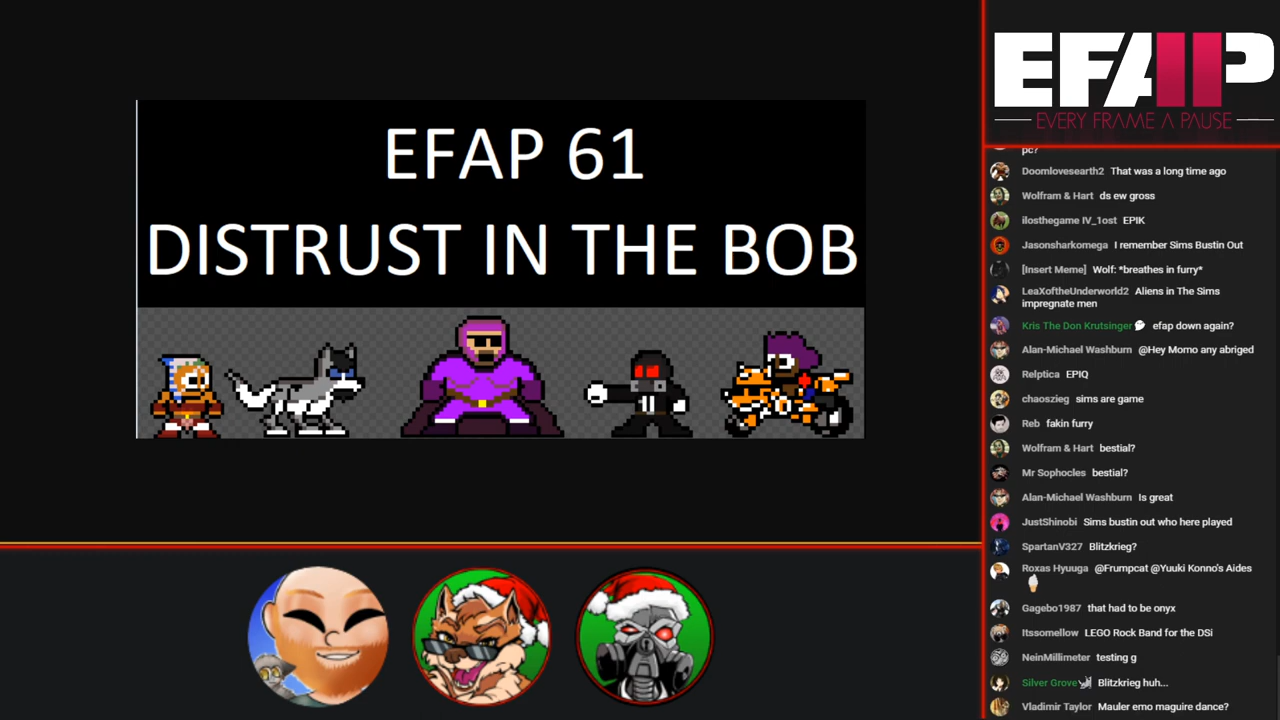 EFAP 61
DISTRUST IN THE BOB
EFAP
EVERY FRAME A PAUSE
pc?
Doomlovesearth2 That was a long time ago
Wolfram & Hart ds ew gross
ilosthegame IV_1ost EPIK
Jasonsharkomega I remember Sims Bustin Out
[Insert Meme] Wolf: *breathes in furry*
LeaXoftheUnderworld2 Aliens in The Sims
impregnate men
Kris The Don Krutsinger efap down again?
Alan-Michael Washburn @Hey Momo any abriged
Relptica EPIQ
chaoszieg sims are game
Reb fakin furry
Wolfram & Hart bestial?
Mr Sophocles bestial?
Alan-Michael Washburn Is great
JustShinobi Sims bustin out who here played
SpartanV327 Blitzkrieg?
Roxas Hyuuga @Frumpcat @Yuuki Konno's Aides
Gagebo1987 that had to be onyx
Itssomellow LEGO Rock Band for the DSi
NeinMillimeter testing g
Silver Grove Blitzkrieg huh...
Vladimir Taylor Mauler emo maguire dance?